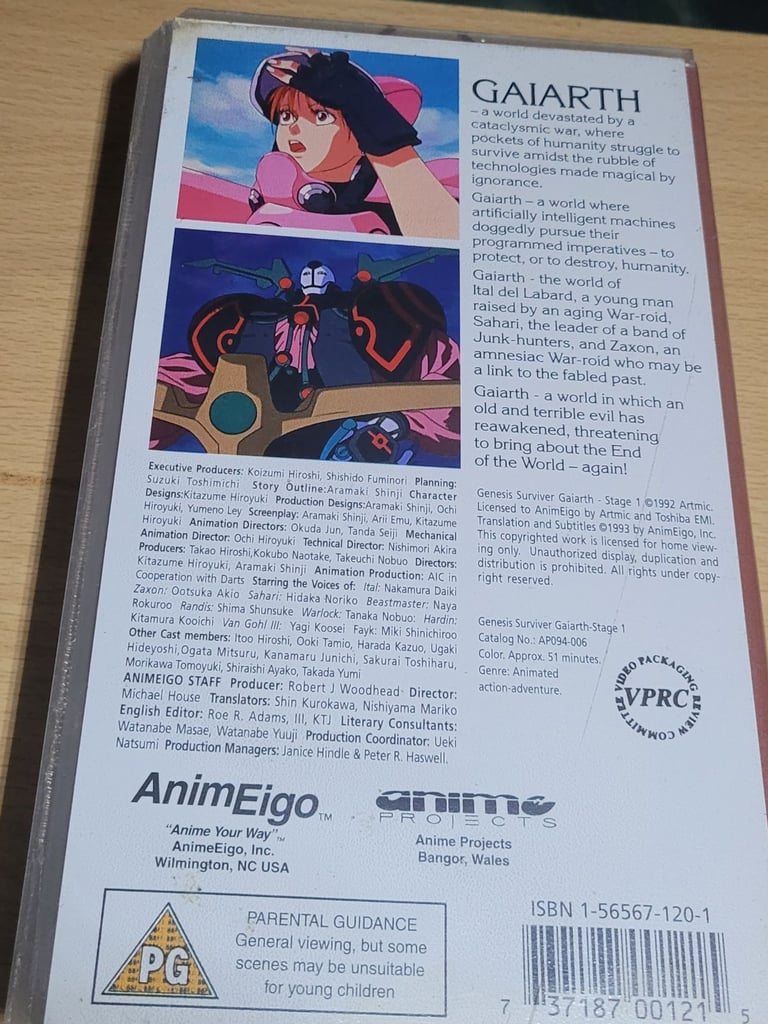 GAIARTH
– a world devastated by a
cataclysmic war, where
pockets of humanity struggle to
survive amidst the rubble of
technologies made magical by
ignorance.
Gaiarth – a world where
artificially intelligent machines
doggedly pursue their
programmed imperatives – to
protect, or to destroy, humanity.
Gaiarth - the world of
Ital del Labard, a young man
raised by an aging War-roid,
Sahari, the leader of a band of
Junk-hunters, and Zaxon, an
amnesiac War-roid who may be
a link to the fabled past.
Gaiarth - a world in which an
old and terrible evil has
reawakened, threatening
to bring about the End
of the World – again!
Executive Producers: Koizumi Hiroshi, Shishido Fuminori Planning:
Suzuki Toshimichi Story Outline:Aramaki Shinji Character
Designs:Kitazume Hiroyuki Production Designs:Aramaki Shinji, Ochi
Hiroyuki, Yumeno Ley Screenplay: Aramaki Shinji, Arii Emu, Kitazume
Hiroyuki Animation Directors: Okuda Jun, Tanda Seiji Mechanical
Animation Director: Ochi Hiroyuki Technical Director: Nishimori Akira
Producers: Takao Hiroshi,Kokubo Naotake, Takeuchi Nobuo Directors:
Kitazume Hiroyuki, Aramaki Shinji Animation Production: AIC in
Cooperation with Darts Starring the Voices of: Ital: Nakamura Daiki
Zaxon: Ootsuka Akio Sahari: Hidaka Noriko Beastmaster: Naya
Rokuroo Randis: Shima Shunsuke Warlock: Tanaka Nobuo: Hardin:
Kitamura Kooichi Van Gohl III: Yagi Koosei Fayk: Miki Shinichiroo
Other Cast members: Itoo Hiroshi, Ooki Tamio, Harada Kazuo, Ugaki
Hideyoshi,Ogata Mitsuru, Kanamaru Junichi, Sakurai Toshiharu,
Morikawa Tomoyuki, Shiraishi Ayako, Takada Yumi
ANIMEIGO STAFF Producer: Robert J Woodhead Director:
Michael House Translators: Shin Kurokawa, Nishiyama Mariko
English Editor: Roe R. Adams, III, KTJ Literary Consultants:
Watanabe Masae, Watanabe Yuuji Production Coordinator: Ueki
Natsumi Production Managers: Janice Hindle & Peter R. Haswell.
Genesis Surviver Gaiarth - Stage 1 ©1992 Artmic.
Licensed to AnimEigo by Artmic and Toshiba EMI.
Translation and Subtitles ©1993 by AnimEigo, Inc.
This copyrighted work is licensed for home view-
ing only. Unauthorized display, duplication and
distribution is prohibited. All rights under copy-
right reserved.
Genesis Surviver Gaiarth-Stage 1
Catalog No.: AP094-006
Color. Approx. 51 minutes.
Genre: Animated
action-adventure.
VIDEO PACKAGING REVIEW COMMITTEE
VPRC
AnimEigo™
"Anime Your Way"™
AnimeEigo, Inc.
Wilmington, NC USA
anime
PROJECTS
Anime Projects
Bangor, Wales
PG
PARENTAL GUIDANCE
General viewing, but some
scenes may be unsuitable
for young children
ISBN 1-56567-120-1
7 37187 00121 5